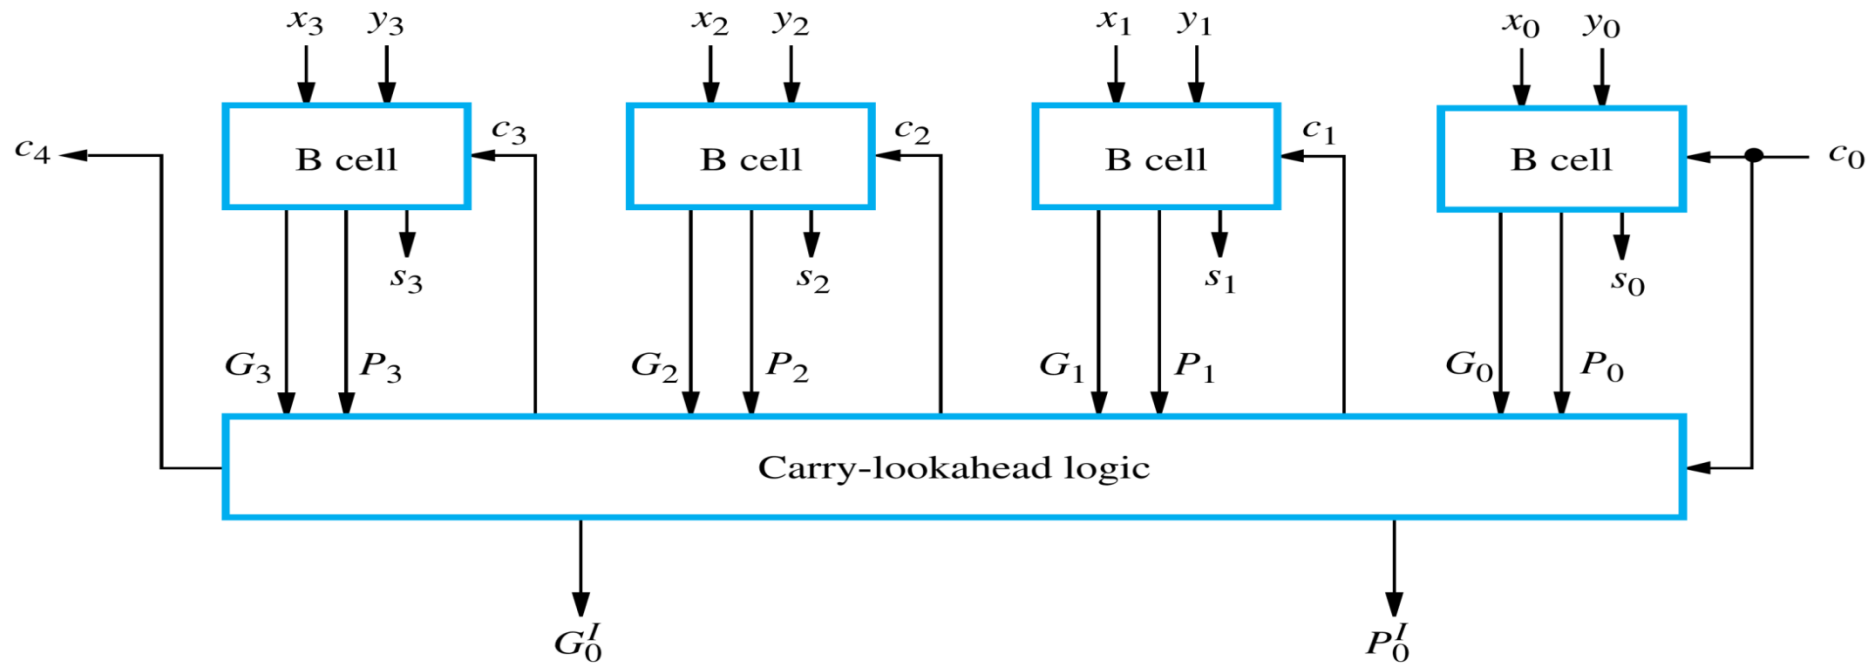 x₃ y₃ x₂ y₂ x₁ y₁ x₀ y₀
c₄ B cell c₃ B cell c₂ B cell c₁ B cell c₀
s₃ s₂ s₁ s₀
G₃ P₃ G₂ P₂ G₁ P₁ G₀ P₀
Carry-lookahead logic
G₀ᴵ P₀ᴵ